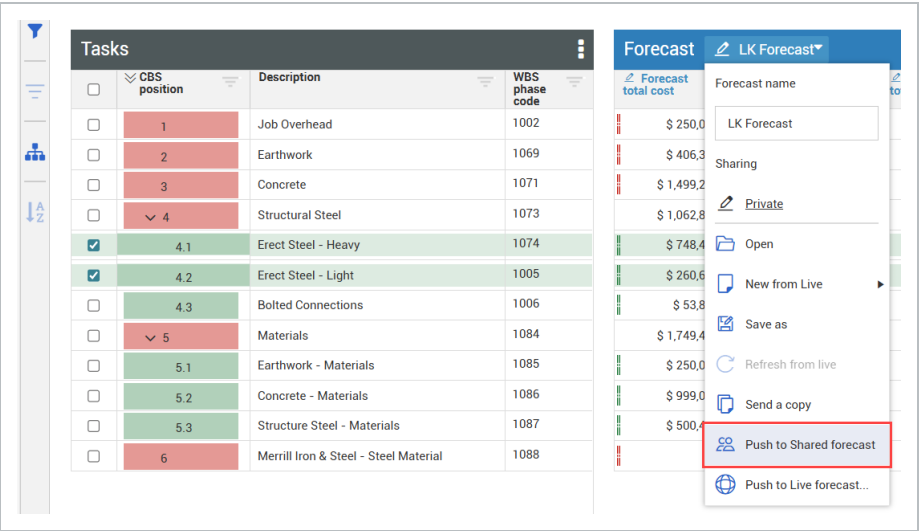 Tasks
Forecast LK Forecast
CBS position
Description
WBS phase code
Forecast total cost
1 Job Overhead 1002 $ 250,0
2 Earthwork 1069 $ 406,3
3 Concrete 1071 $ 1,499,2
4 Structural Steel 1073 $ 1,062,8
4.1 Erect Steel - Heavy 1074 $ 748,4
4.2 Erect Steel - Light 1005 $ 260,6
4.3 Bolted Connections 1006 $ 53,8
5 Materials 1084 $ 1,749,4
5.1 Earthwork - Materials 1085 $ 250,0
5.2 Concrete - Materials 1086 $ 999,0
5.3 Structure Steel - Materials 1087 $ 500,4
6 Merrill Iron & Steel - Steel Material 1088
Forecast name
LK Forecast
Sharing
Private
Open
New from Live
Save as
Refresh from live
Send a copy
Push to Shared forecast
Push to Live forecast...
A
Z